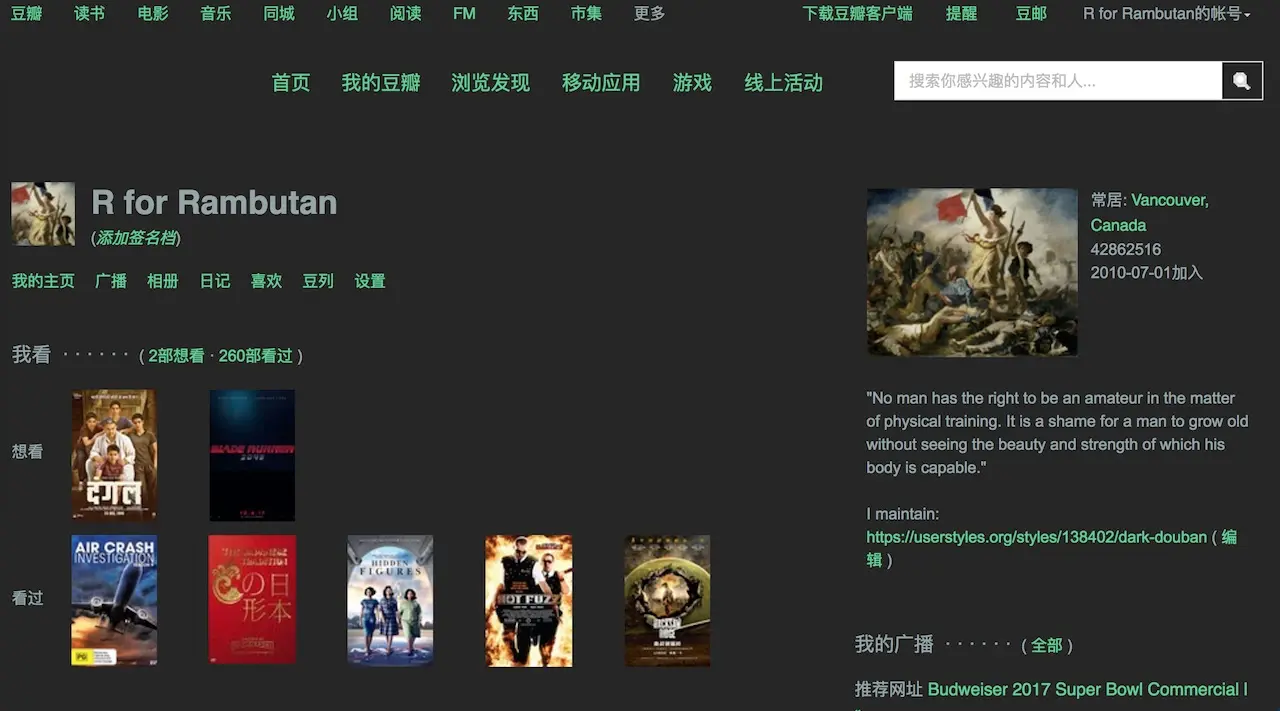 豆瓣 读书 电影 音乐 同城 小组 阅读 FM 东西 市集 更多 下载豆瓣客户端 提醒 豆邮 R for Rambutan的帐号
首页 我的豆瓣 浏览发现 移动应用 游戏 线上活动 搜索你感兴趣的内容和人...
R for Rambutan
(添加签名档)
我的主页 广播 相册 日记 喜欢 豆列 设置
我看 · · · · · · ( 2部想看 · 260部看过 )
想看
दंगल
BLADE RUNNER
2049
看过
AIR CRASH
INVESTIGATION
PG
の日
形本
HIDDEN
FIGURES
HOT FUZZ
常居: Vancouver,
Canada
42862516
2010-07-01加入
"No man has the right to be an amateur in the matter
of physical training. It is a shame for a man to grow old
without seeing the beauty and strength of which his
body is capable."
I maintain:
https://userstyles.org/styles/138402/dark-douban ( 编
辑 )
我的广播 · · · · · · ( 全部 )
推荐网址 Budweiser 2017 Super Bowl Commercial |